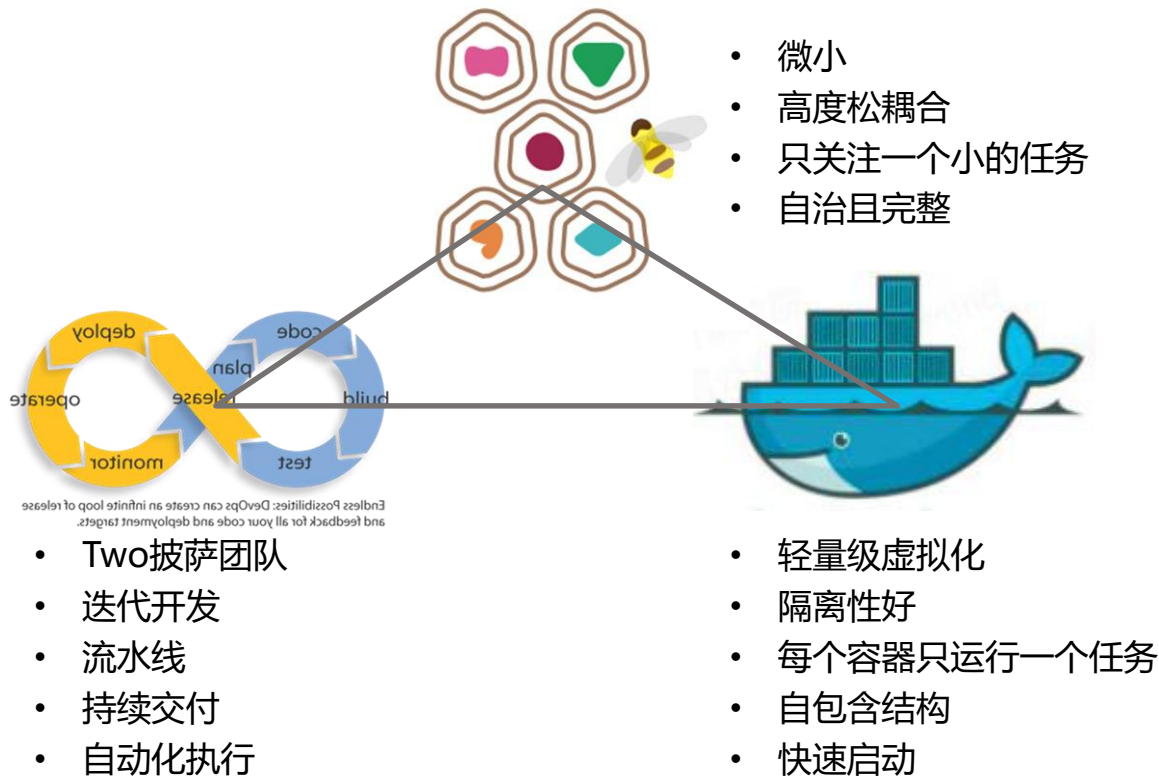 微小
高度松耦合
只关注一个小的任务
自治且完整
deploy
code
plan
operate
release
build
monitor
test
Endless Possibilities: DevOps can create an infinite loop of release
and feedback for all your code and deployment targets.
• Two披萨团队
• 迭代开发
• 流水线
• 持续交付
• 自动化执行
• 轻量级虚拟化
• 隔离性好
• 每个容器只运行一个任务
• 自包含结构
• 快速启动